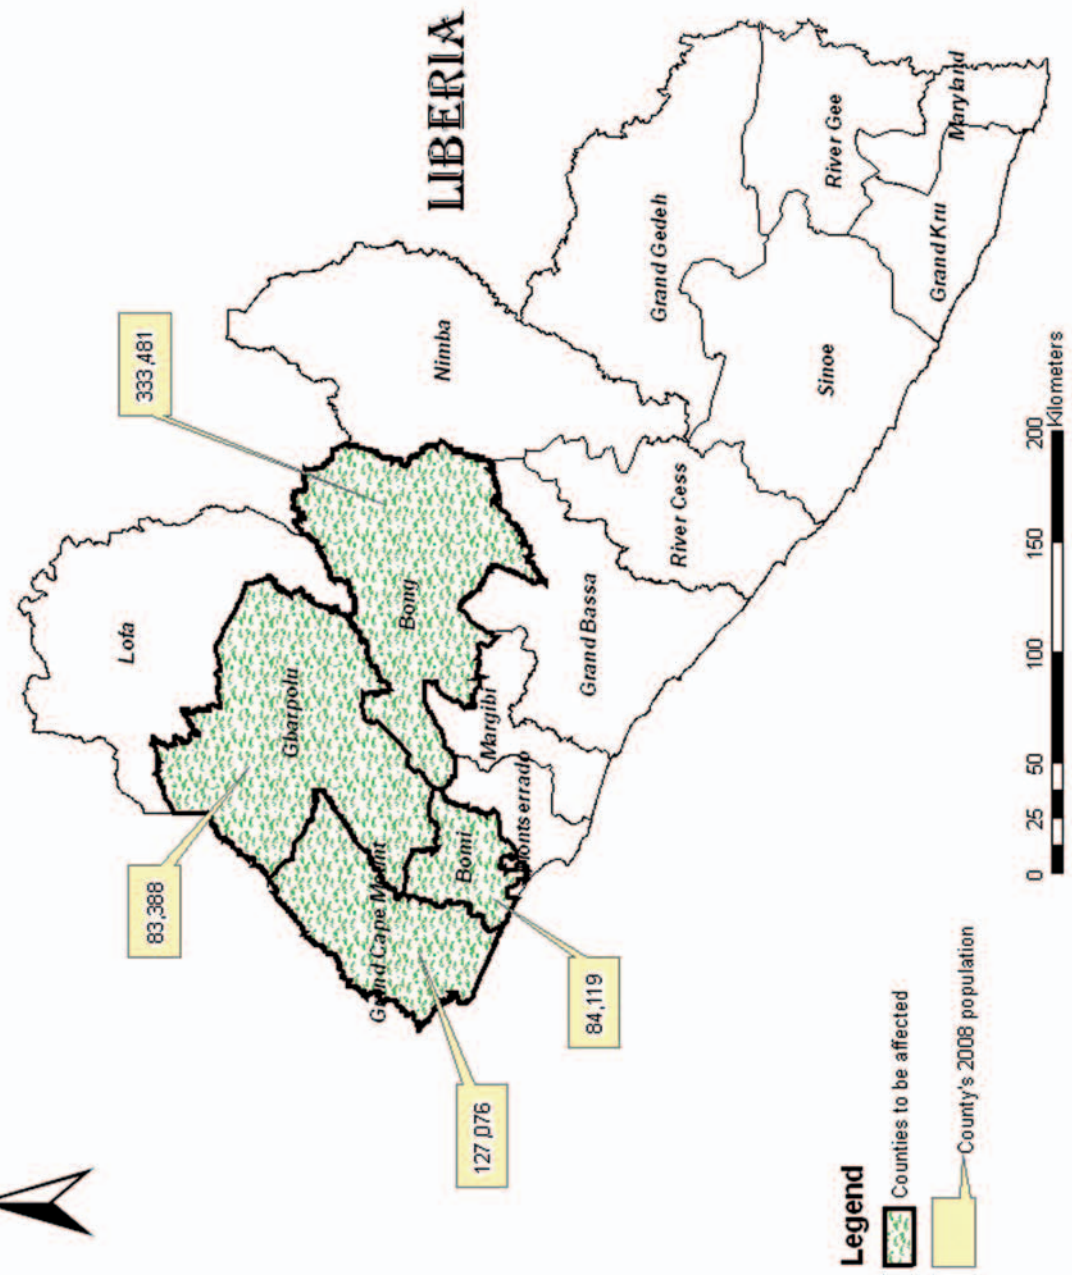 LIBERIA
333,481
83,388
127,076
84,119
Lofa
Gbarpolu
Bong
Nimba
Grand Cape Mount
Bomi
Montserrado
Margibi
Grand Bassa
River Cess
Grand Gedeh
Sinoe
River Gee
Grand Kru
Maryland
Legend
Counties to be affected
County's 2008 population
0 25 50 100 150 200
Kilometers